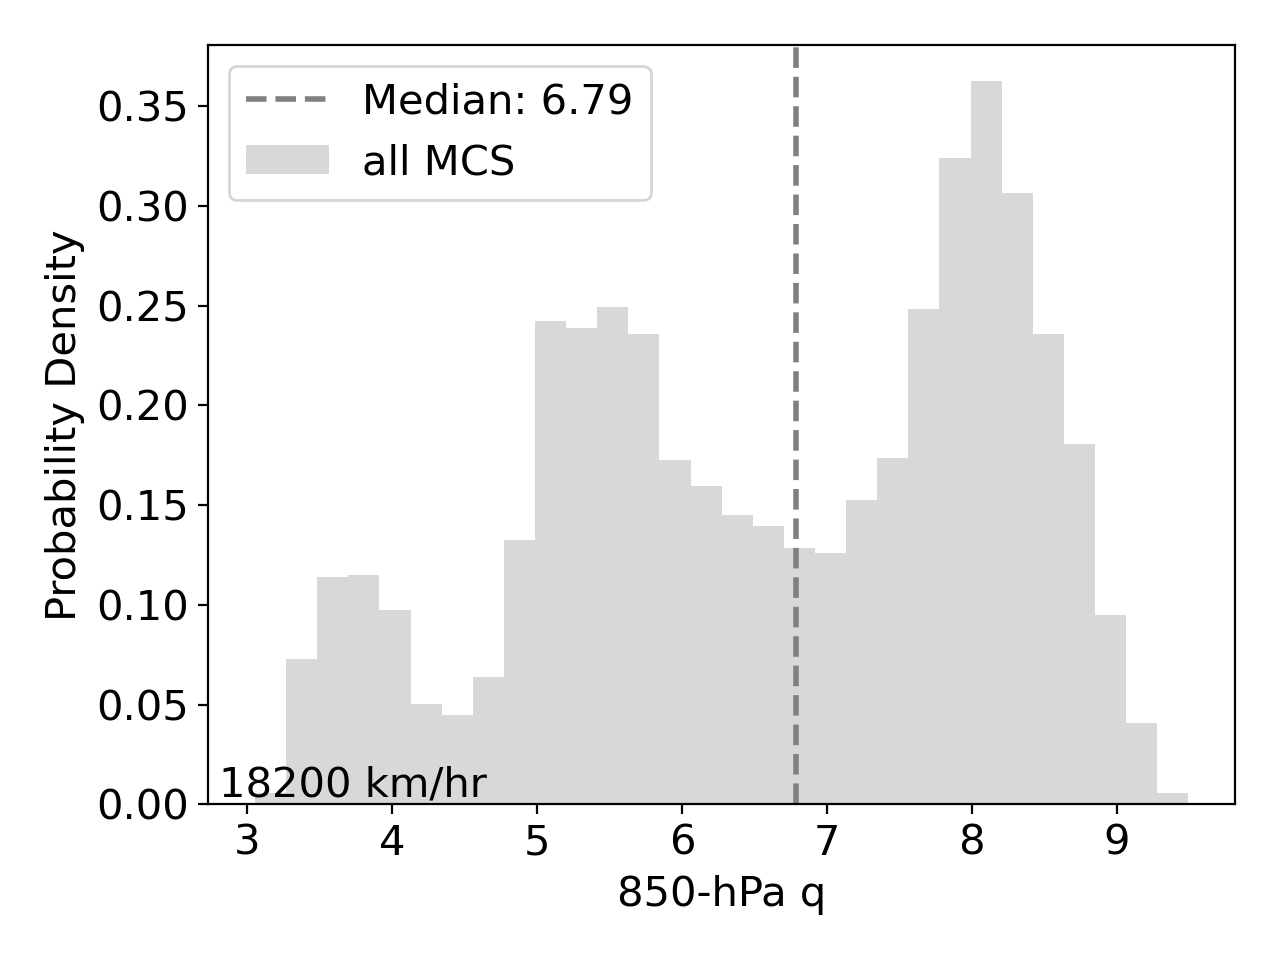 Median: 6.79
all MCS
0.35
0.30
0.25
0.20
0.15
0.10
0.05
0.00
Probability Density
18200 km/hr
3 4 5 6 7 8 9
850-hPa q